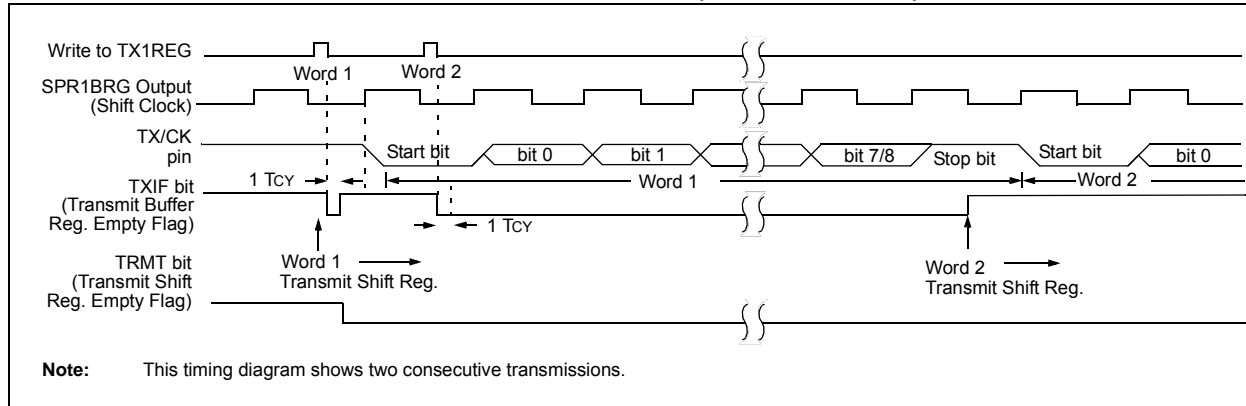 Write to TX1REG
Word 1
Word 2
SPR1BRG Output
(Shift Clock)
TX/CK
pin
Start bit
bit 0
bit 1
bit 7/8
Stop bit
Start bit
bit 0
Word 1
Word 2
1 TCY
TXIF bit
(Transmit Buffer
Reg. Empty Flag)
1 TCY
Word 1
Transmit Shift Reg.
Word 2
Transmit Shift Reg.
TRMT bit
(Transmit Shift
Reg. Empty Flag)
Note: This timing diagram shows two consecutive transmissions.